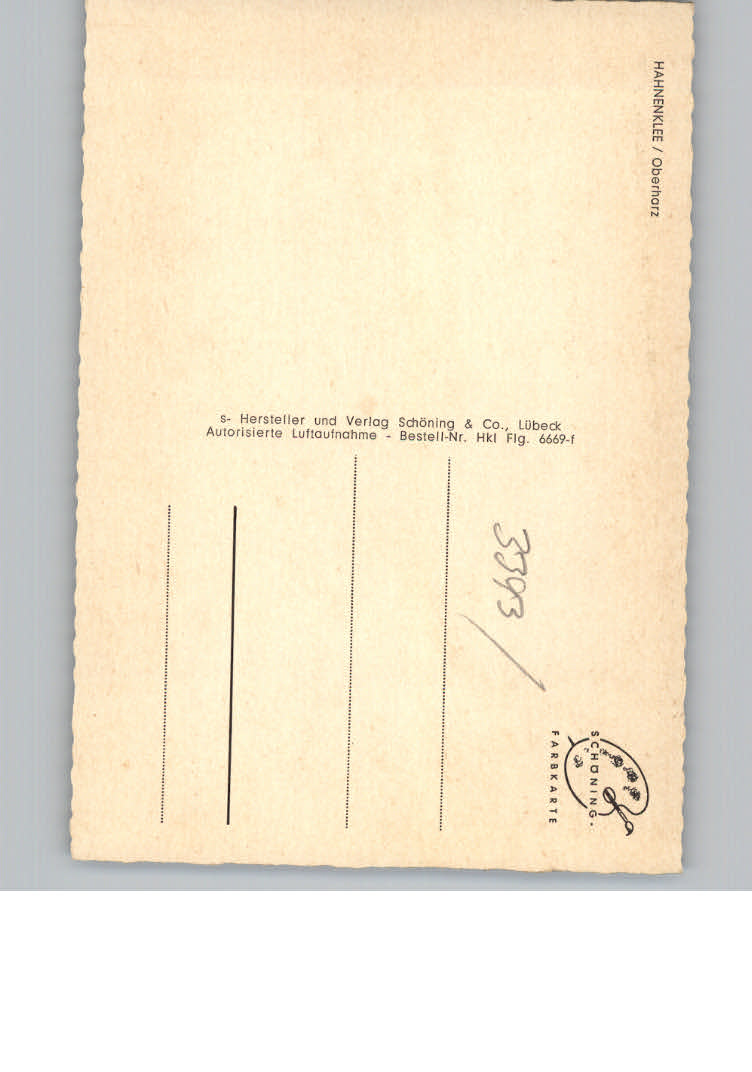 HAHNENKLEE / Oberharz
s- Hersteller und Verlag Schöning & Co., Lübeck
Autorisierte Luftaufnahme - Bestell-Nr. Hkl Flg. 6669-f
3393 /
SCHÖNING-
FARBKARTE